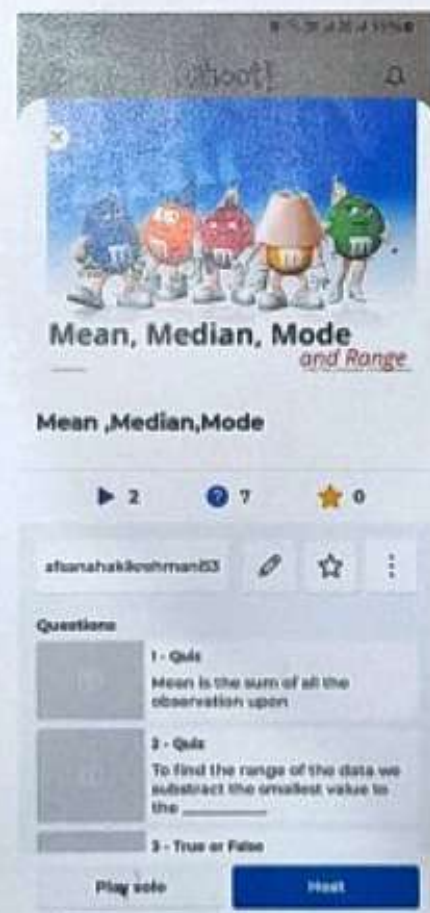 Kahoot!
Mean, Median, Mode
and Range
Mean ,Median,Mode
2
7
0
Questions
1 - Quiz
Mean is the sum of all the
observation upon
2 - Quiz
To find the range of the data we
substract the smallest value to
the ________
3 - True or False
Play solo
Host